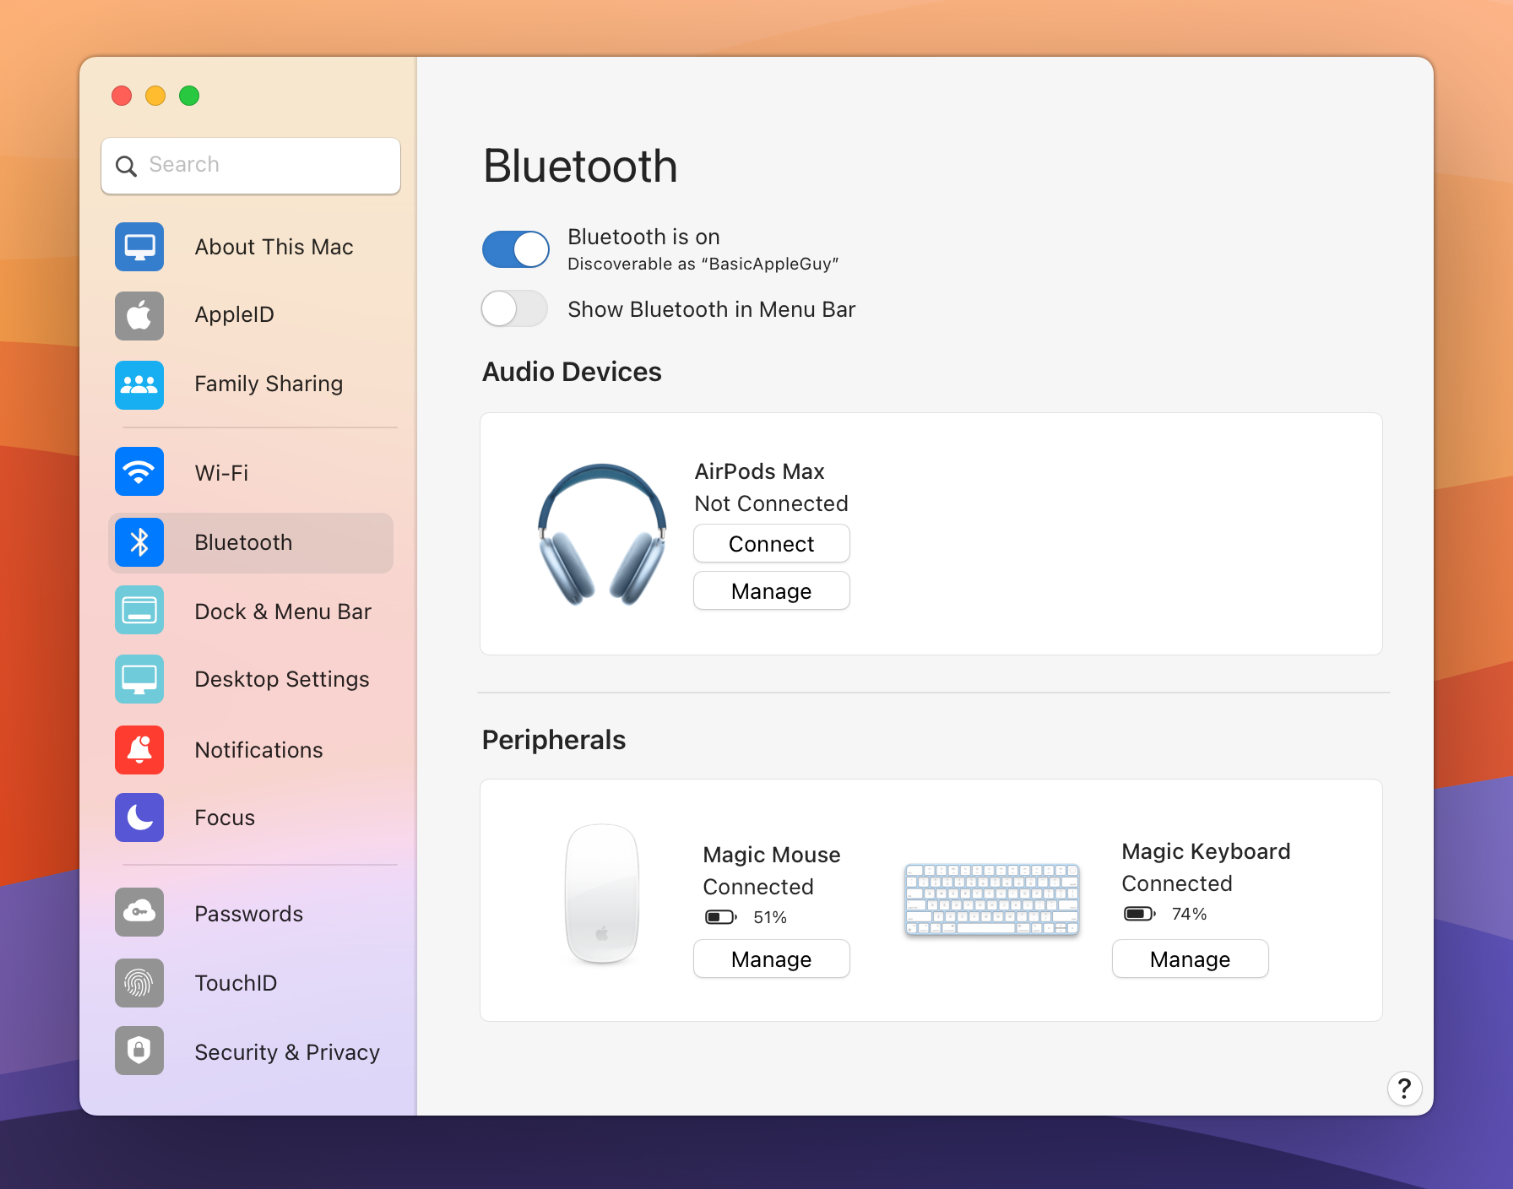 Search
About This Mac
AppleID
Family Sharing
Wi-Fi
Bluetooth
Dock & Menu Bar
Desktop Settings
Notifications
Focus
Passwords
TouchID
Security & Privacy
Bluetooth
Bluetooth is on
Discoverable as “BasicAppleGuy”
Show Bluetooth in Menu Bar
Audio Devices
AirPods Max
Not Connected
Connect
Manage
Peripherals
Magic Mouse
Connected
51%
Manage
Magic Keyboard
Connected
74%
Manage
?